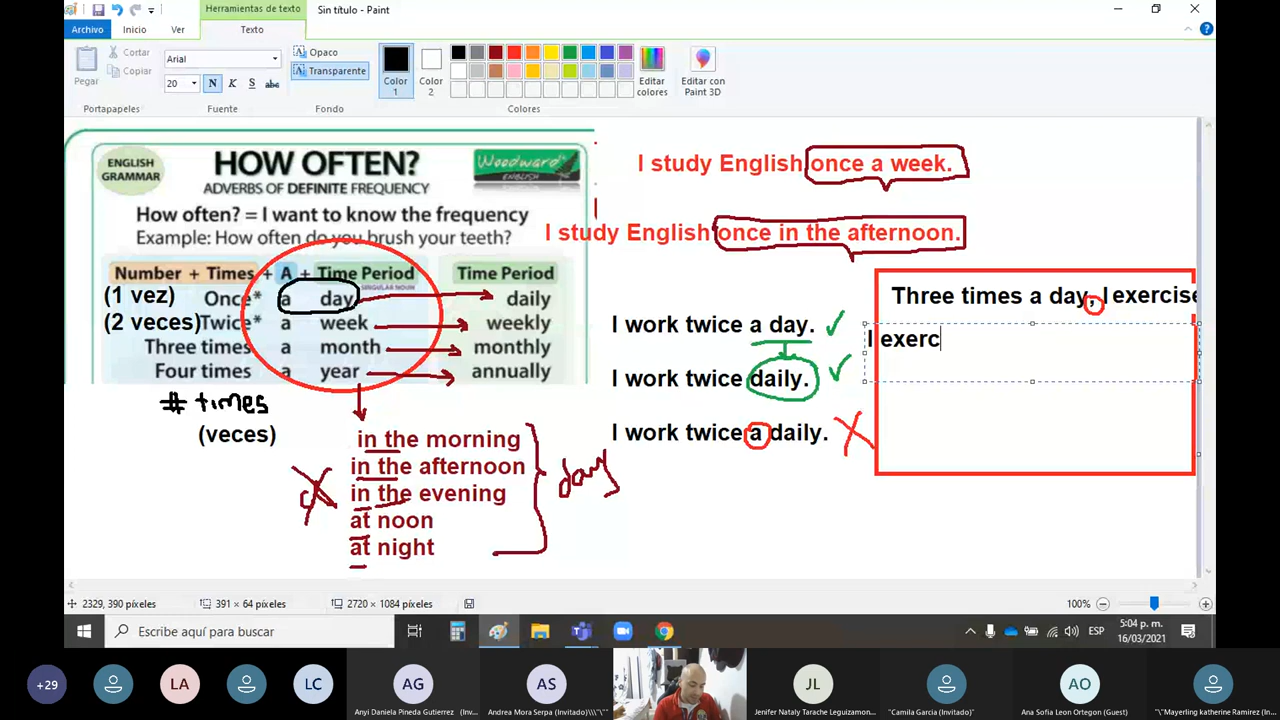 Herramientas de texto
Sin título - Paint
Archivo
Inicio
Ver
Texto
Pegar
Cortar
Copiar
Portapapeles
Arial
20
N K S abc
Fuente
Opaco
Transparente
Fondo
Color 1
Color 2
Editar colores
Editar con Paint 3D
Colores
ENGLISH GRAMMAR
HOW OFTEN?
ADVERBS OF DEFINITE FREQUENCY
Woodward
ENGLISH
How often? = I want to know the frequency
Example: How often do you brush your teeth?
Number + Times + A + Time Period
SINGULAR NOUN
Time Period
(1 vez) Once* a day daily
(2 veces) Twice* a week weekly
Three times a month monthly
Four times a year annually
# times
(veces)
in the morning
in the afternoon
in the evening
at noon
at night
a
day
I study English once a week.
I study English once in the afternoon.
I work twice a day.
I work twice daily.
I work twice a daily.
Three times a day, I exercise
I exerc
2329, 390 píxeles
391 × 64 píxeles
2720 × 1084 píxeles
100%
Escribe aquí para buscar
ESP
5:04 p. m.
16/03/2021
+29
LA
LC
AG
Anyi Daniela Pineda Gutierrez (Inv...
AS
Andrea Mora Serpa (Invitado)\\\"\"
JL
Jenifer Nataly Tarache Leguizamon...
"Camila Garcia (Invitado)
AO
Ana Sofia Leon Ortegon (Guest)
\"\Mayerling katherine Ramirez (In...